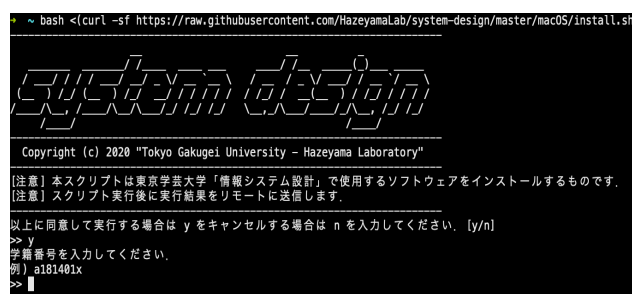 → ~ bash <(curl -sf https://raw.githubusercontent.com/HazeyamaLab/system-design/master/macOS/install.sh
system design
Copyright (c) 2020 "Tokyo Gakugei University - Hazeyama Laboratory"
[注意] 本スクリプトは東京学芸大学「情報システム設計」で使用するソフトウェアをインストールするものです.
[注意] スクリプト実行後に実行結果をリモートに送信します.
以上に同意して実行する場合は y をキャンセルする場合は n を入力してください. [y/n]
>> y
学籍番号を入力してください.
例) a181401x
>>